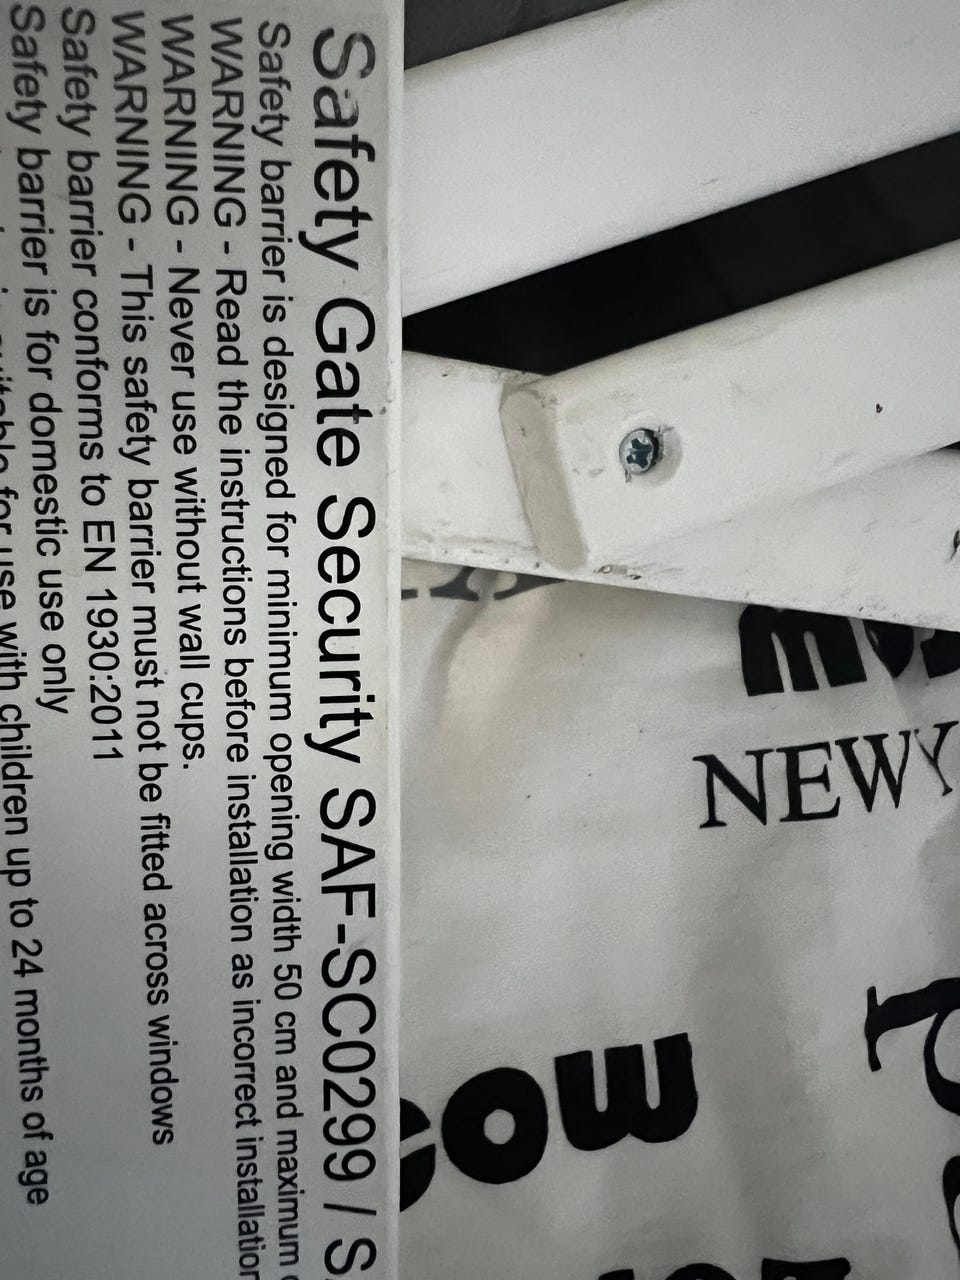 Safety Gate Security SAF-SC0299 / S
Safety barrier is designed for minimum opening width 50 cm and maximum
WARNING - Read the instructions before installation as incorrect installation
WARNING - Never use without wall cups.
WARNING - This safety barrier must not be fitted across windows
Safety barrier conforms to EN 1930:2011
Safety barrier is for domestic use only
for use with children up to 24 months of age
NEWY